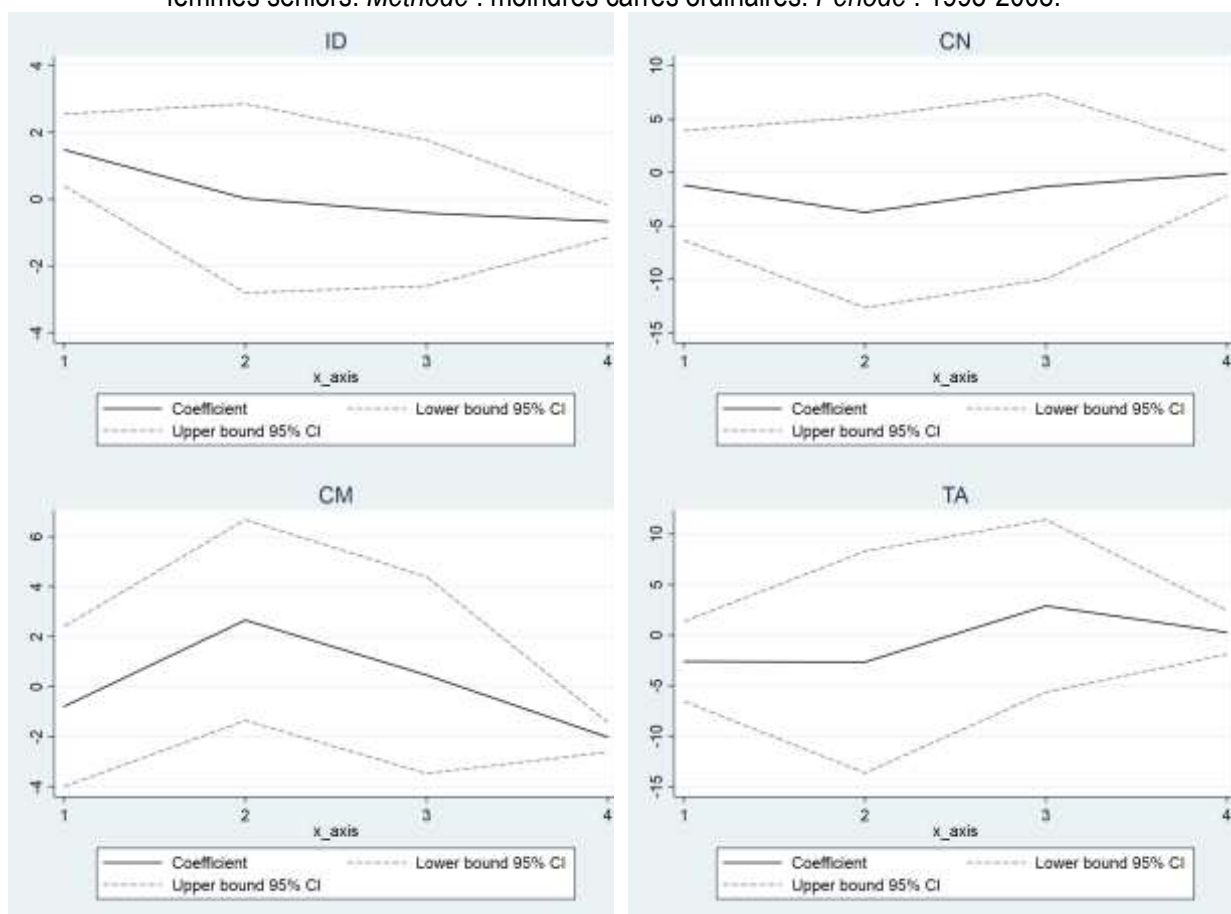 femmes seniors. Méthode : moindres carrés ordinaires. Période : 1990-2008.
ID
4
2
0
-2
-4
1 2 3 4
x_axis
Coefficient Lower bound 95% CI
Upper bound 95% CI
CN
10
5
0
-5
-10
-15
1 2 3 4
x_axis
Coefficient Lower bound 95% CI
Upper bound 95% CI
CM
6
4
2
0
-2
-4
1 2 3 4
x_axis
Coefficient Lower bound 95% CI
Upper bound 95% CI
TA
10
5
0
-5
-10
-15
1 2 3 4
x_axis
Coefficient Lower bound 95% CI
Upper bound 95% CI